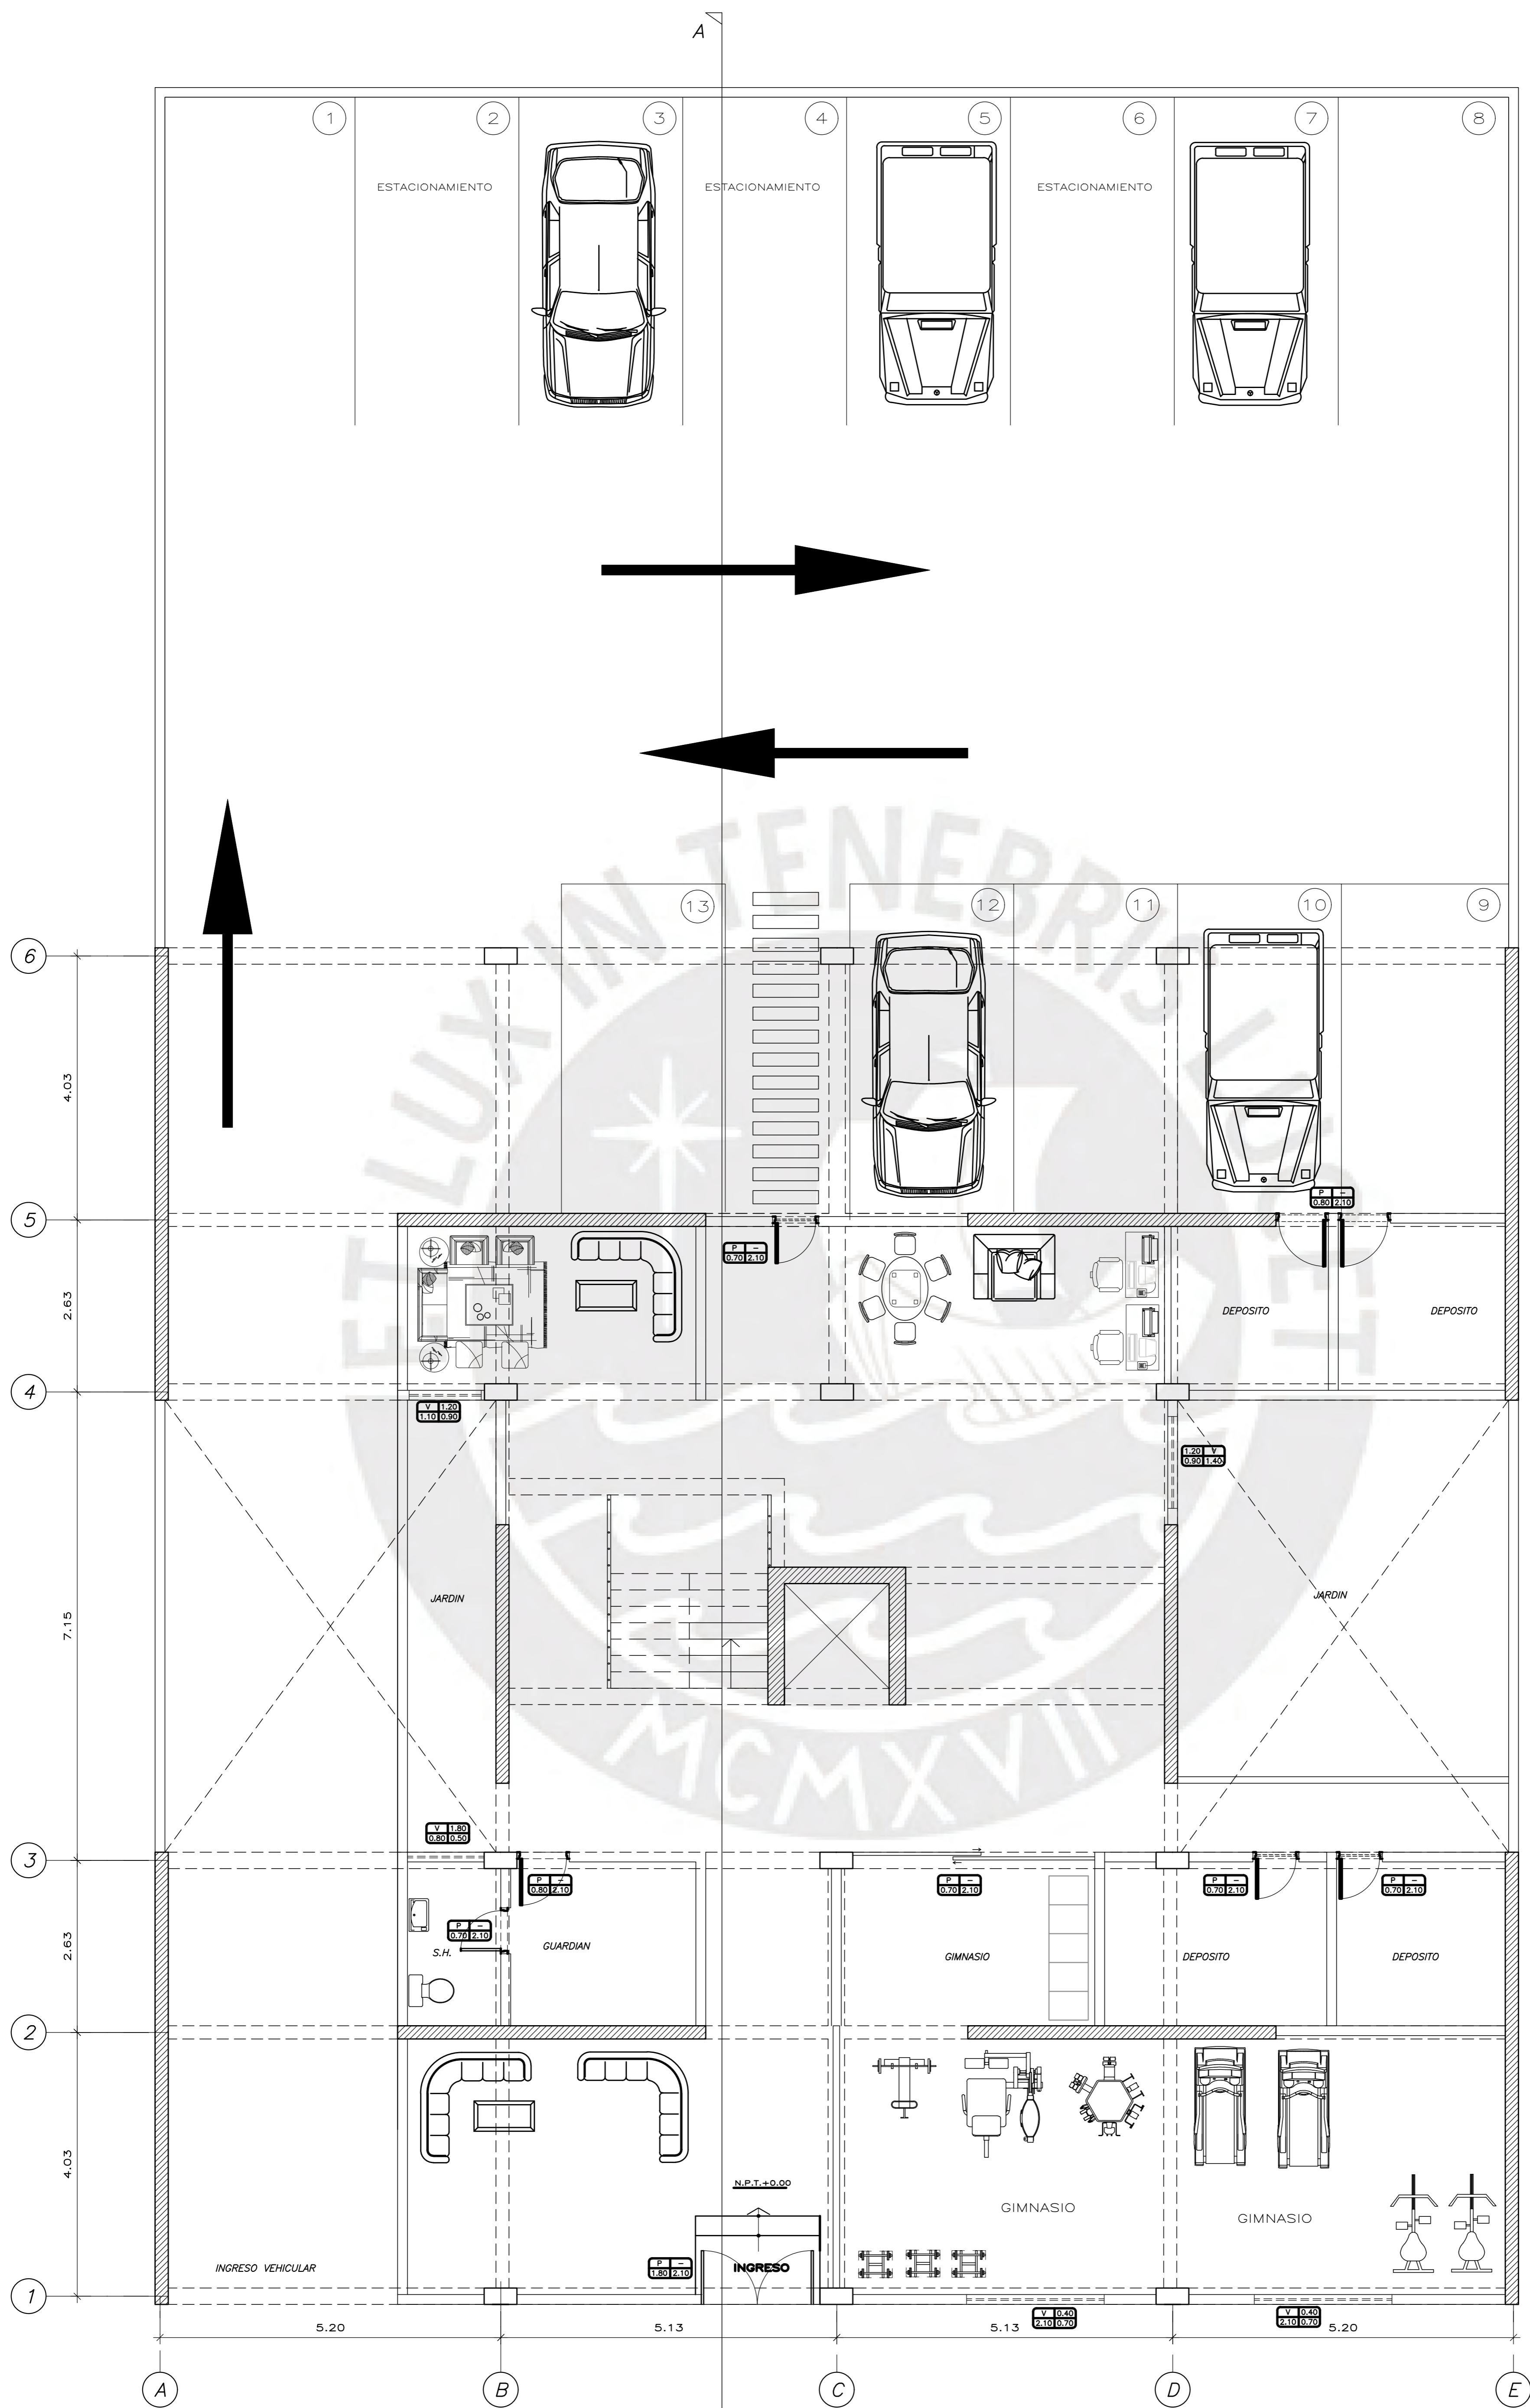 A
1 2 3 4 5 6 7 8
ESTACIONAMIENTO ESTACIONAMIENTO ESTACIONAMIENTO
ET LUX IN TENEBRIS LUCET
13 12 11 10 9
6
4.03
5
P –
0.80 2.10
P –
0.70 2.10
2.63
DEPOSITO DEPOSITO
4
V 1.20
1.10 0.90
1.20 V
0.90 1.40
7.15
JARDIN JARDIN
MCMXVII
V 1.80
0.80 0.50
3
P –
0.80 2.10
P –
0.70 2.10
P –
0.70 2.10
P –
0.70 2.10
P –
0.70 2.10
2.63
S.H. GUARDIAN GIMNASIO DEPOSITO DEPOSITO
2
4.03
N.P.T.+0.00
GIMNASIO GIMNASIO
INGRESO VEHICULAR
P –
1.80 2.10
INGRESO
1
V 0.40
2.10 0.70
V 0.40
2.10 0.70
5.20 5.13 5.13 5.20
A B C D E